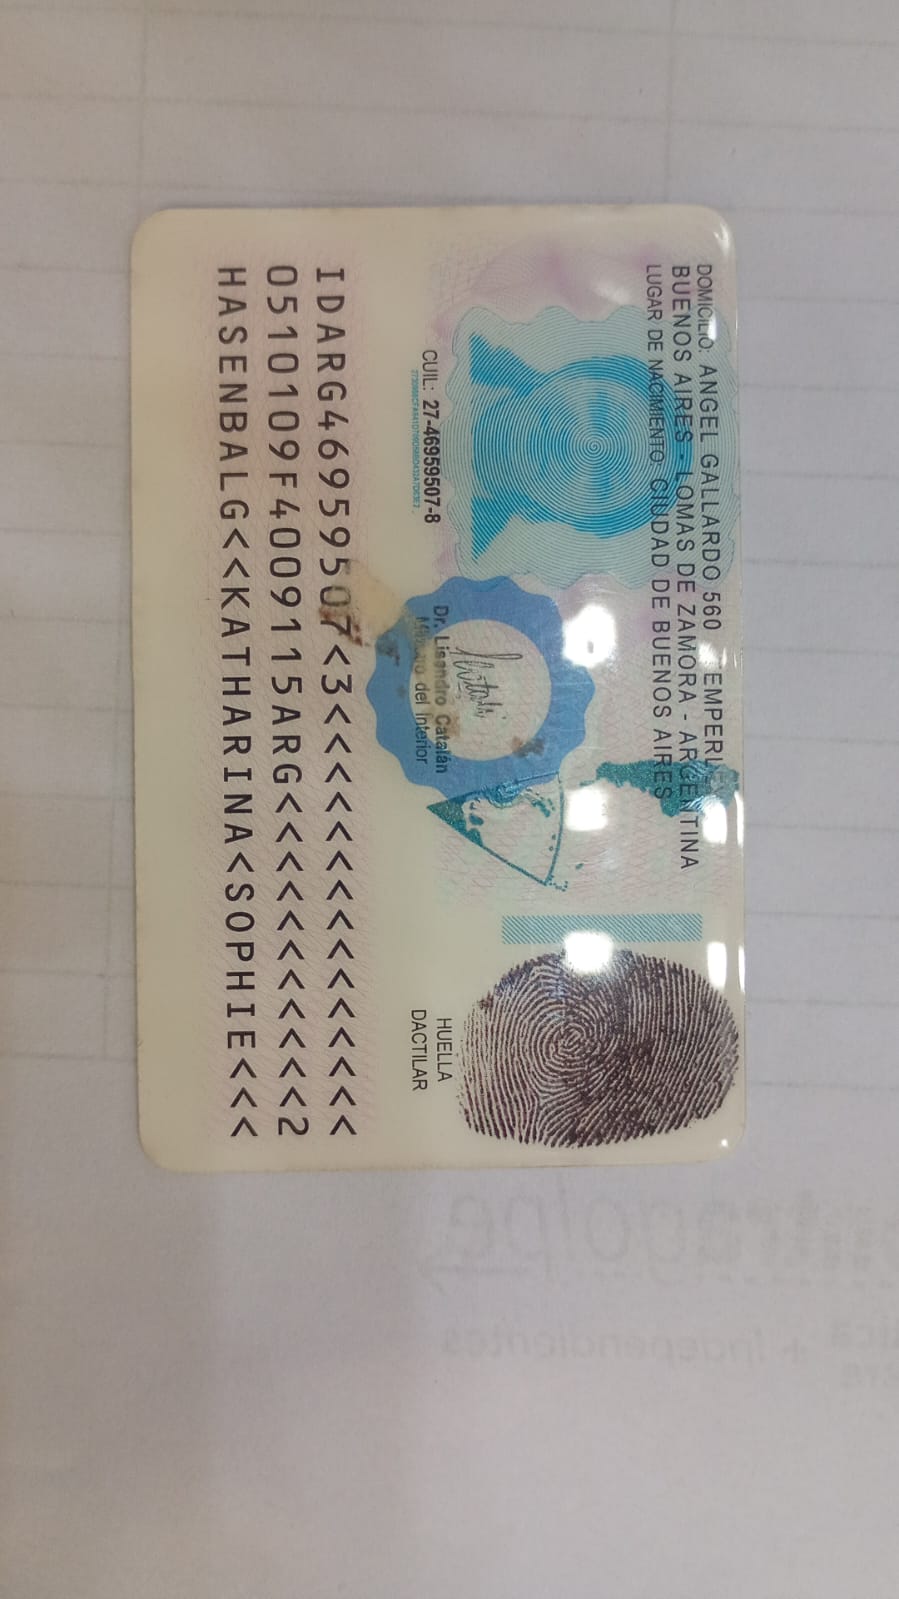 DOMICILIO: ANGEL GALLARDO 560 TEMPERLEY
BUENOS AIRES - LOMAS DE ZAMORA - ARGENTINA
LUGAR DE NACIMIENTO: CIUDAD DE BUENOS AIRES
CUIL: 27-46959507-8
Dr. Lisandro Catalán
Ministro del Interior
HUELLA
DACTILAR
IDARG46959507<3<<<<<<<<<<<<<<<
0510109F4009115ARG<<<<<<<<<<<2
HASENBALG<<KATHARINA<SOPHIE<<<